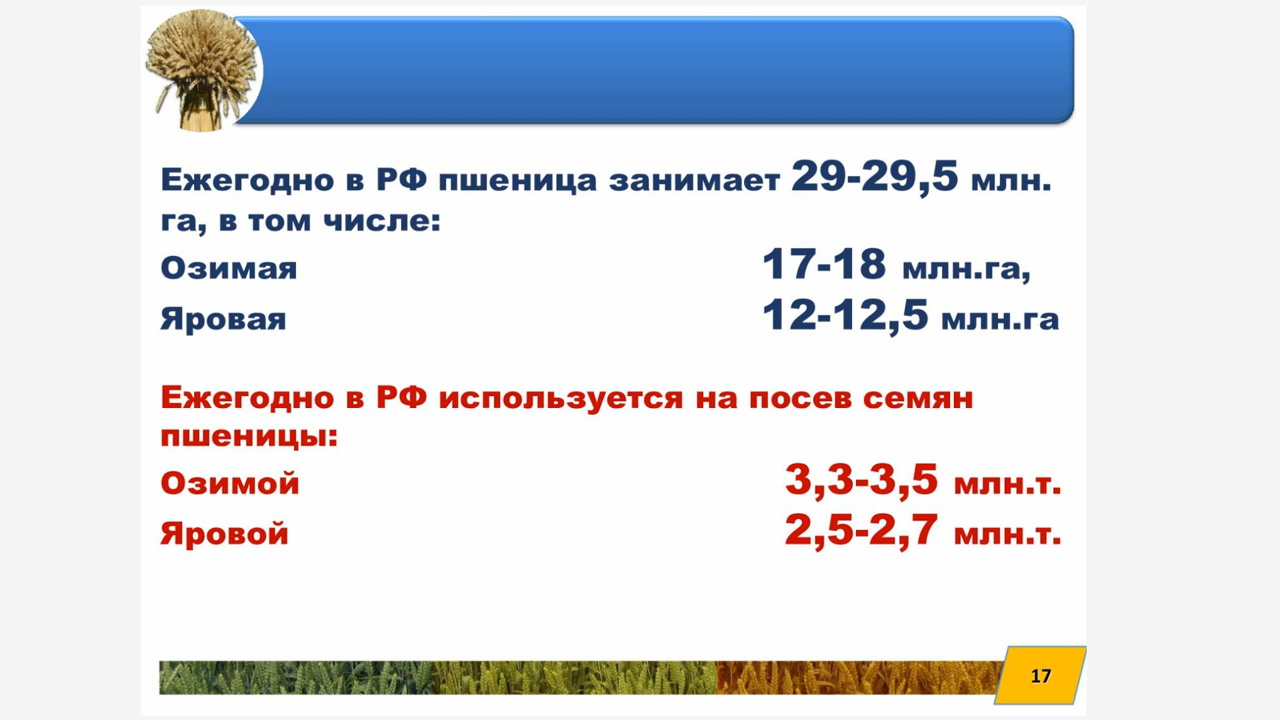 Ежегодно в РФ пшеница занимает 29-29,5 млн.
га, в том числе:
Озимая 17-18 млн.га,
Яровая 12-12,5 млн.га
Ежегодно в РФ используется на посев семян
пшеницы:
Озимой 3,3-3,5 млн.т.
Яровой 2,5-2,7 млн.т.
17